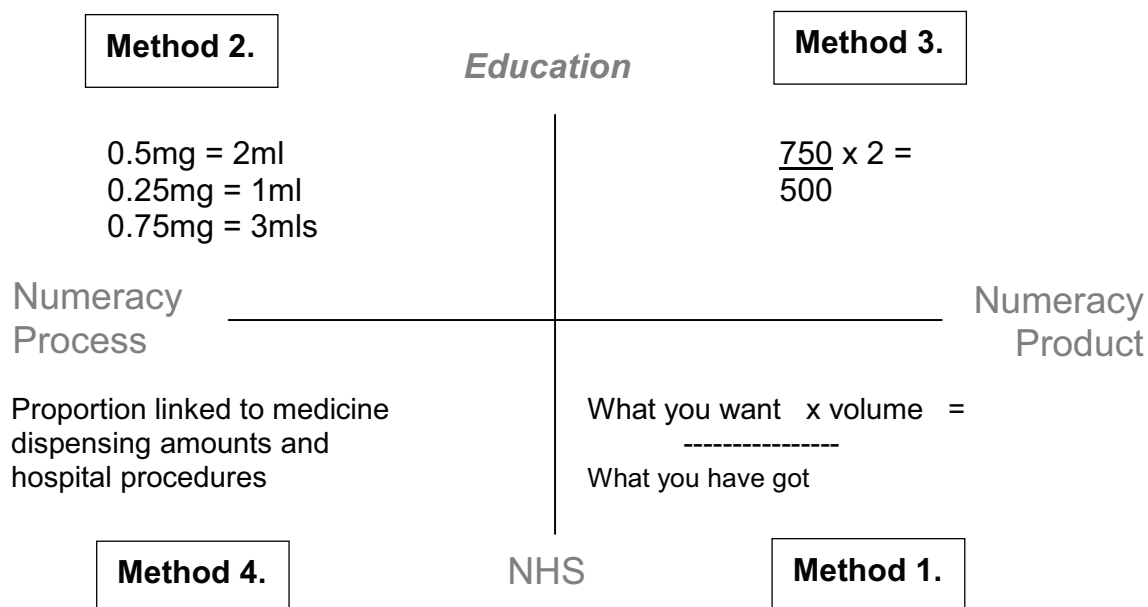 Method 2.
Education
Method 3.
0.5mg = 2ml
0.25mg = 1ml
0.75mg = 3mls
750 x 2 =
500
Numeracy
Process
Numeracy
Product
Proportion linked to medicine
dispensing amounts and
hospital procedures
What you want x volume =
----------------
What you have got
Method 4.
NHS
Method 1.